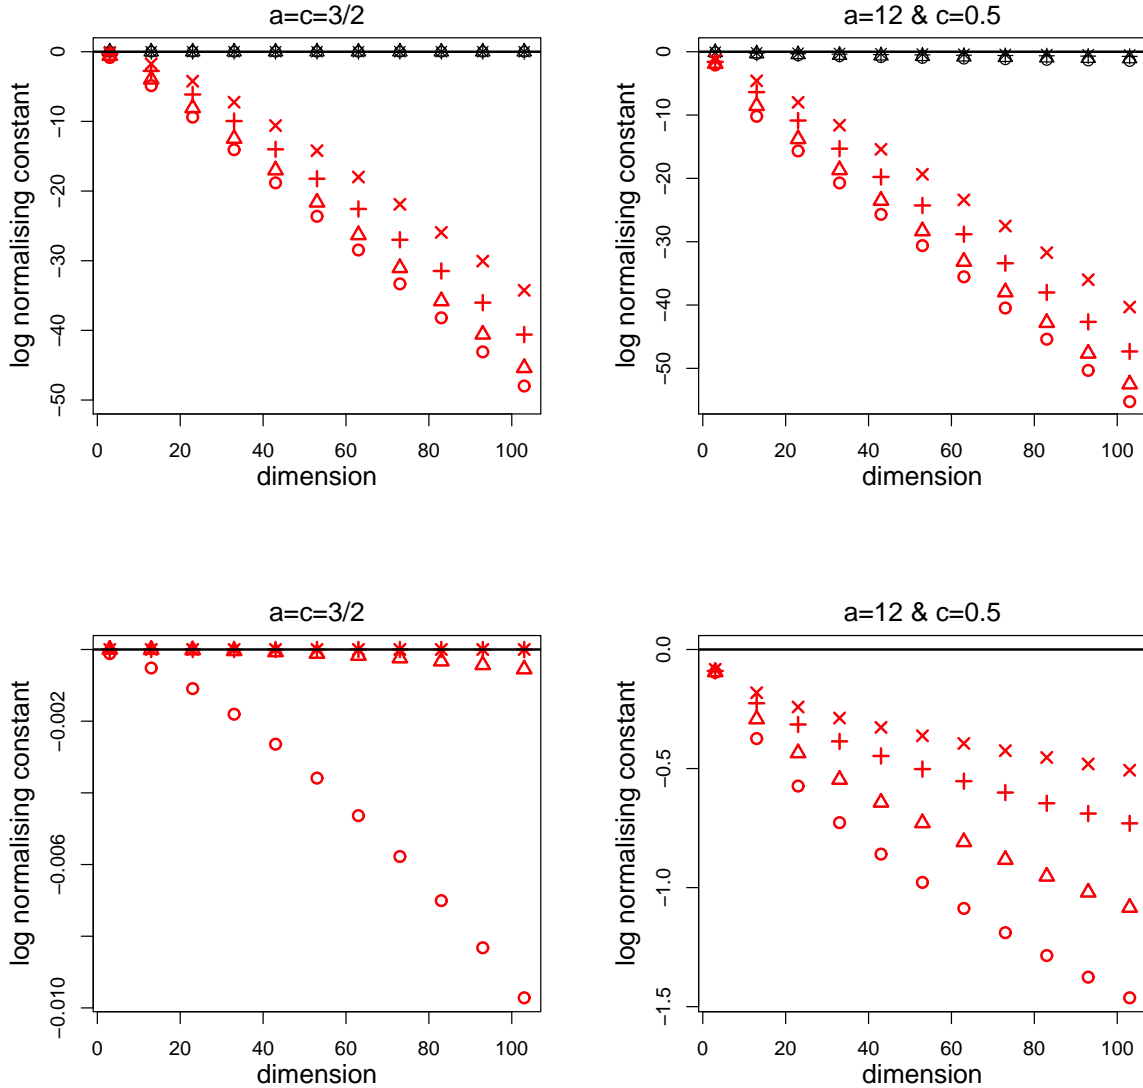 a=c=3/2
log normalising constant
0
−10
−20
−30
−40
−50
0 20 40 60 80 100
dimension
a=12 & c=0.5
log normalising constant
0
−10
−20
−30
−40
−50
0 20 40 60 80 100
dimension
a=c=3/2
log normalising constant
−0.002
−0.006
−0.010
0 20 40 60 80 100
dimension
a=12 & c=0.5
log normalising constant
0.0
−0.5
−1.0
−1.5
0 20 40 60 80 100
dimension